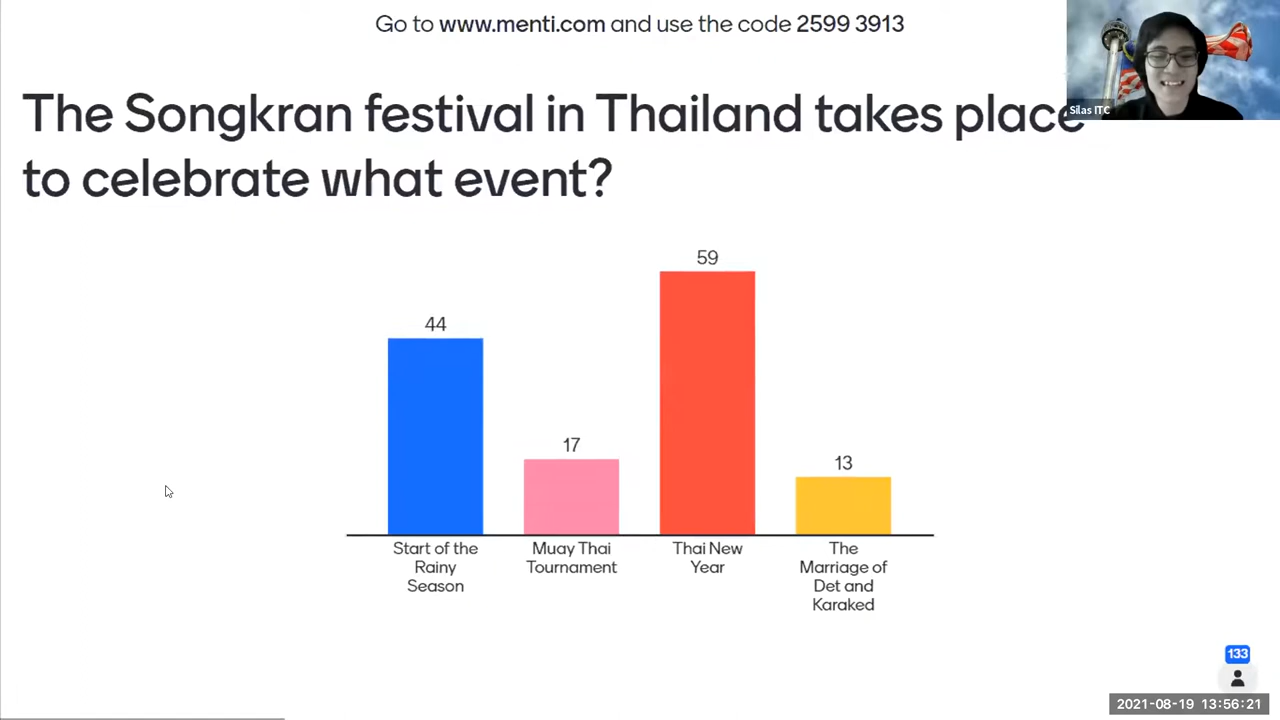 Go to www.menti.com and use the code 2599 3913
Silas ITC
The Songkran festival in Thailand takes place
to celebrate what event?
44
17
59
13
Start of the
Rainy
Season
Muay Thai
Tournament
Thai New
Year
The
Marriage of
Det and
Karaked
133
2021-08-19 13:56:21